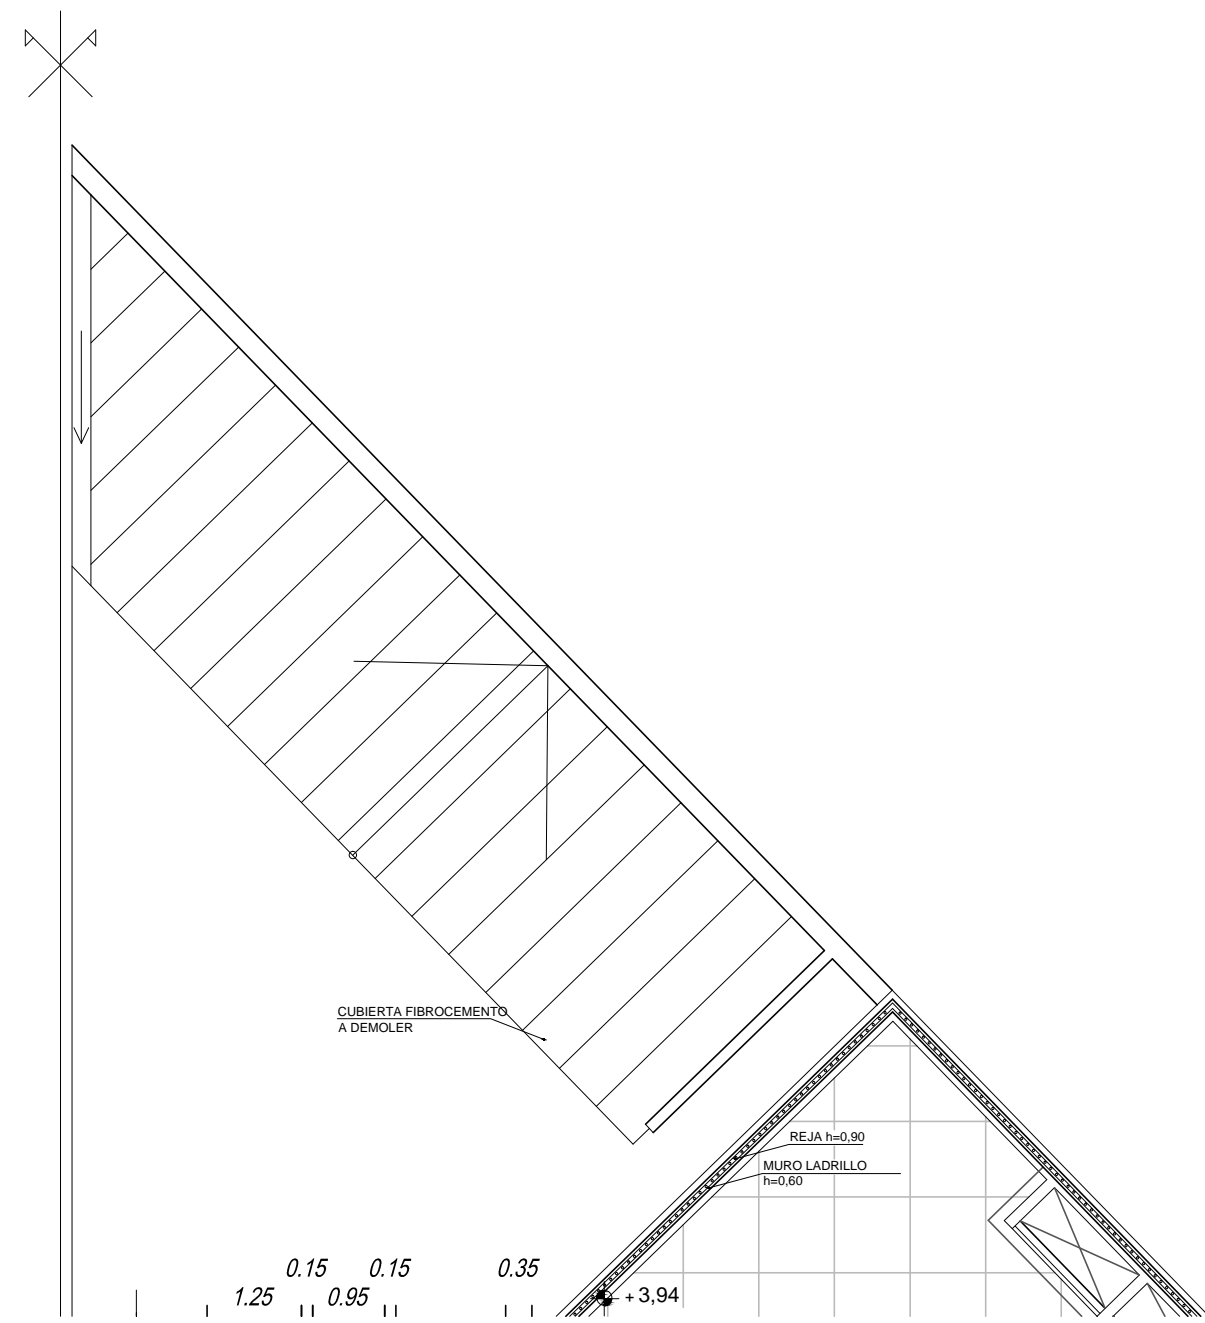 CUBIERTA FIBROCEMENTO
A DEMOLER
REJA h=0,90
MURO LADRILLO
h=0,60
0.15 0.15 0.35
1.25 0.95
+ 3,94